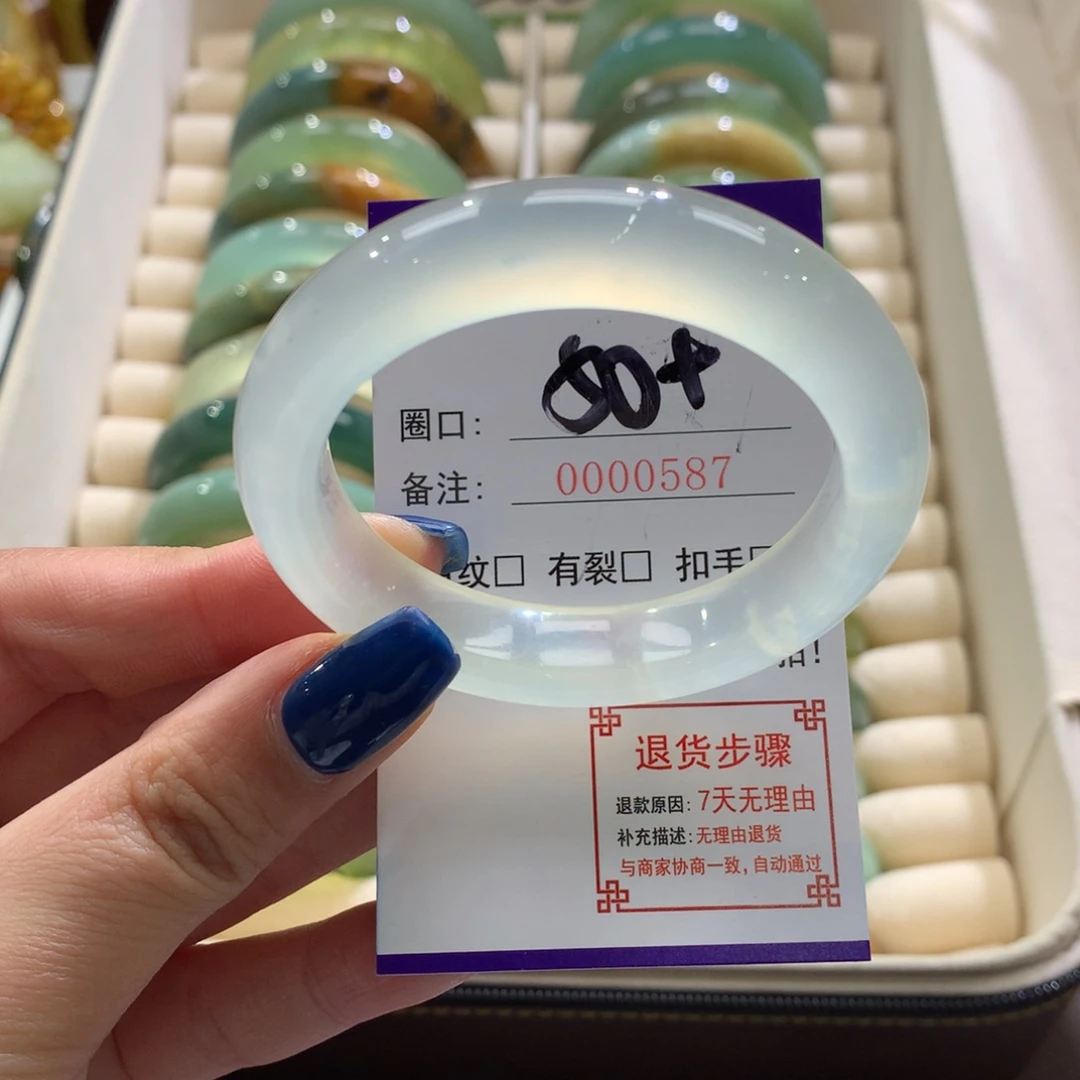 圈口: 50+
备注: 0000587
纹□ 有裂□ 扣手□
!
退货步骤
退款原因: 7天无理由
补充描述: 无理由退货
与商家协商一致, 自动通过